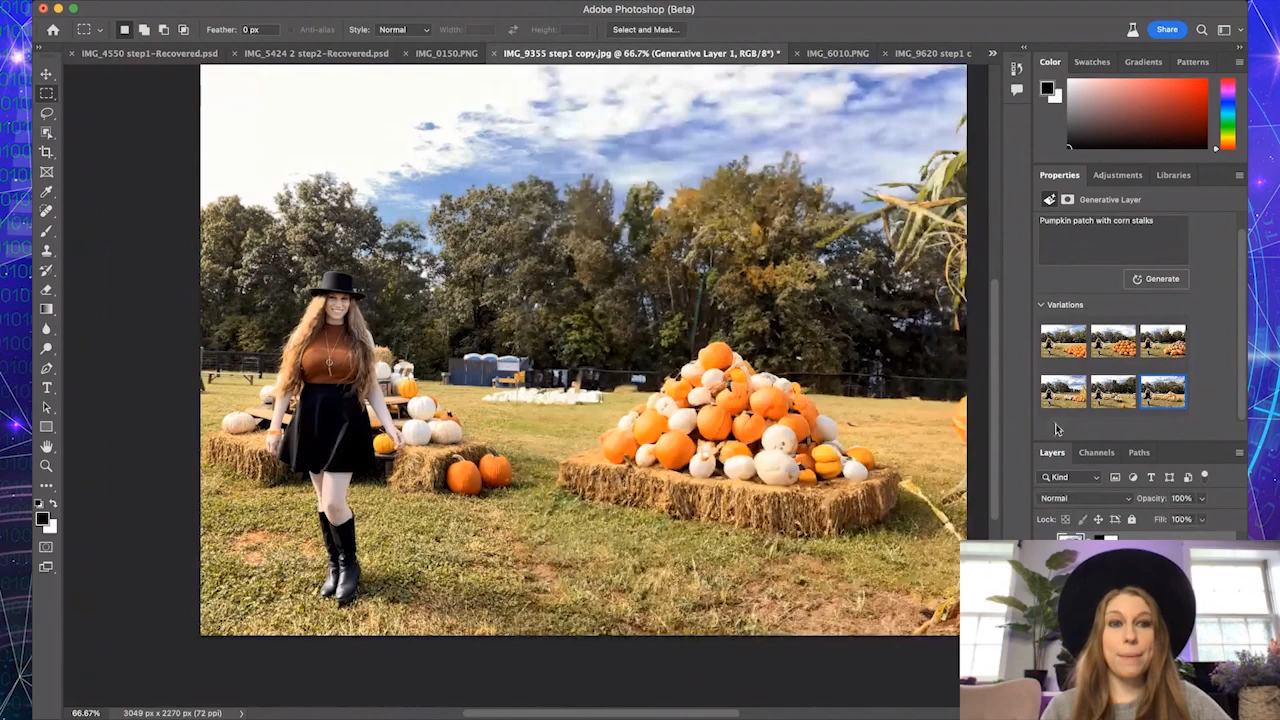 Adobe Photoshop (Beta)
Feather: 0 px Anti-alias Style: Normal Width: Height: Select and Mask... Share
× IMG_4550 step1-Recovered.psd × IMG_5424 2 step2-Recovered.psd × IMG_0150.PNG × IMG_9355 step1 copy.jpg @ 66.7% (Generative Layer 1, RGB/8*) * × IMG_6010.PNG × IMG_9620 step1 c
Color Swatches Gradients Patterns
Properties Adjustments Libraries
Generative Layer
Pumpkin patch with corn stalks
Generate
Variations
Layers Channels Paths
Kind
Normal Opacity: 100%
Lock: Fill: 100%
66.67% 3049 px x 2270 px (72 ppi)